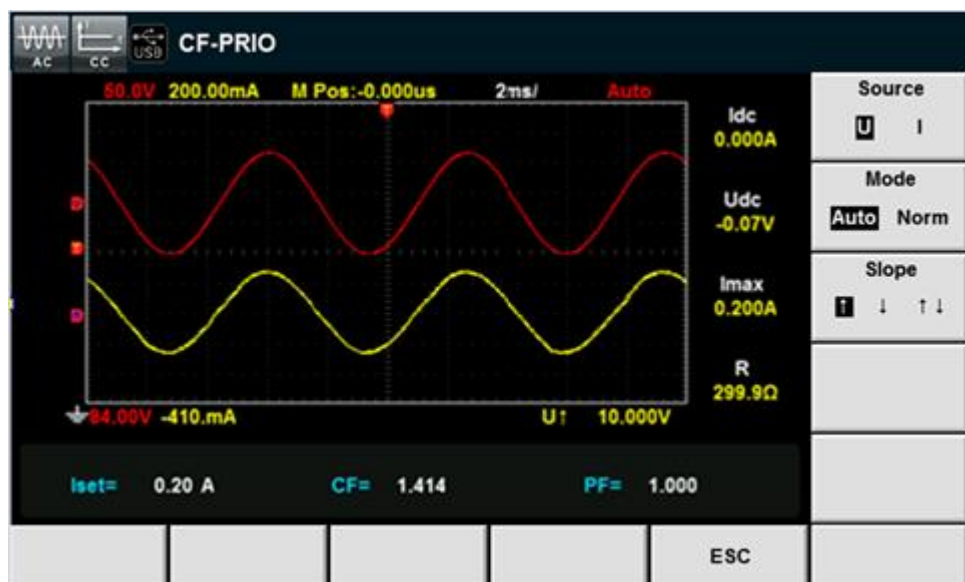 AC CC USB CF-PRIO
50.0V 200.00mA M Pos:-0.000us 2ms/ Auto
Idc
0.000A
Udc
-0.07V
Imax
0.200A
R
299.9Ω
84.00V -410.mA U↑ 10.000V
Iset= 0.20 A CF= 1.414 PF= 1.000
Source
U I
Mode
Auto Norm
Slope
↑ ↓ ↑↓
ESC